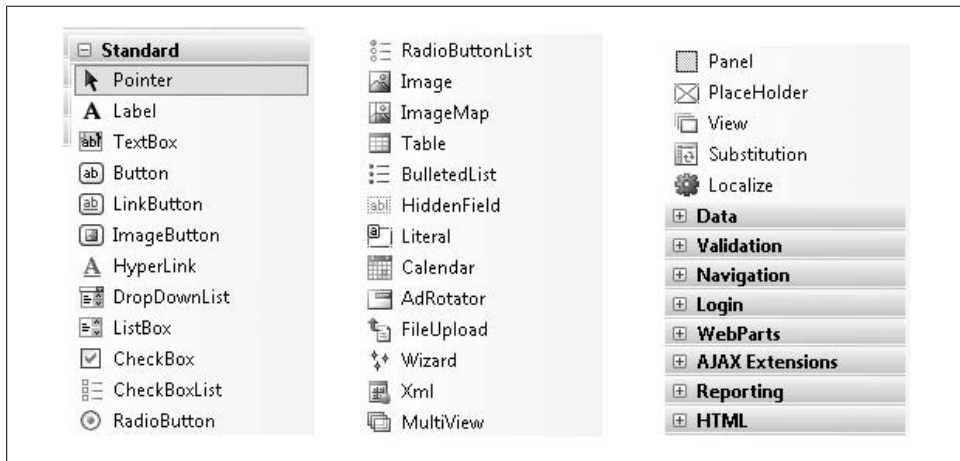 Standard
Pointer
Label
TextBox
Button
LinkButton
ImageButton
HyperLink
DropDownList
ListBox
CheckBox
CheckBoxList
RadioButton
RadioButtonList
Image
ImageMap
Table
BulletedList
HiddenField
Literal
Calendar
AdRotator
FileUpload
Wizard
Xml
MultiView
Panel
PlaceHolder
View
Substitution
Localize
Data
Validation
Navigation
Login
WebParts
AJAX Extensions
Reporting
HTML